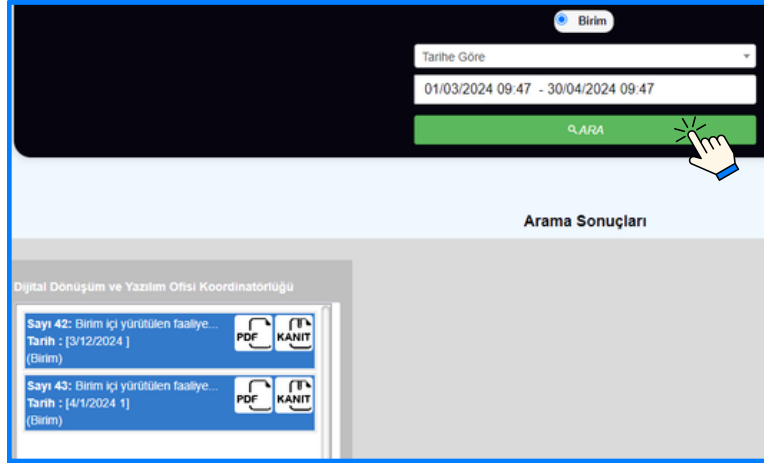 Birim
Tarihe Göre
01/03/2024 09:47 - 30/04/2024 09:47
ARA
Arama Sonuçları
Dijital Dönüşüm ve Yazılım Ofisi Koordinatörlüğü
Sayı 42: Birim içi yürütülen faaliye...
Tarih : [3/12/2024 ]
(Birim)
PDF
KANIT
Sayı 43: Birim içi yürütülen faaliye...
Tarih : [4/1/2024 1]
(Birim)
PDF
KANIT